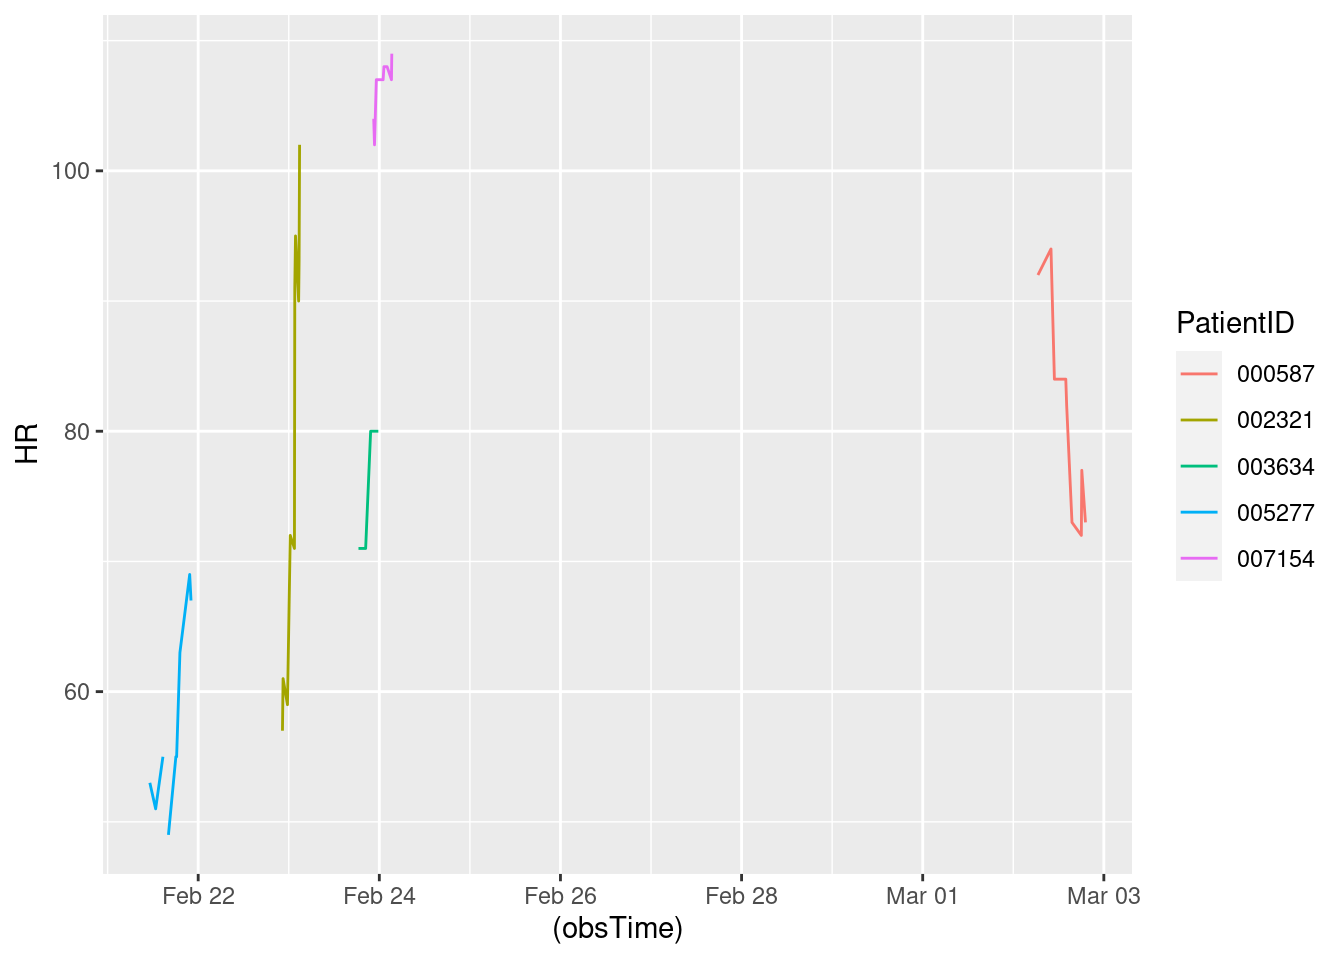 HR
100
80
60
Feb 22
Feb 24
Feb 26
Feb 28
Mar 01
Mar 03
(obsTime)
PatientID
000587
002321
003634
005277
007154